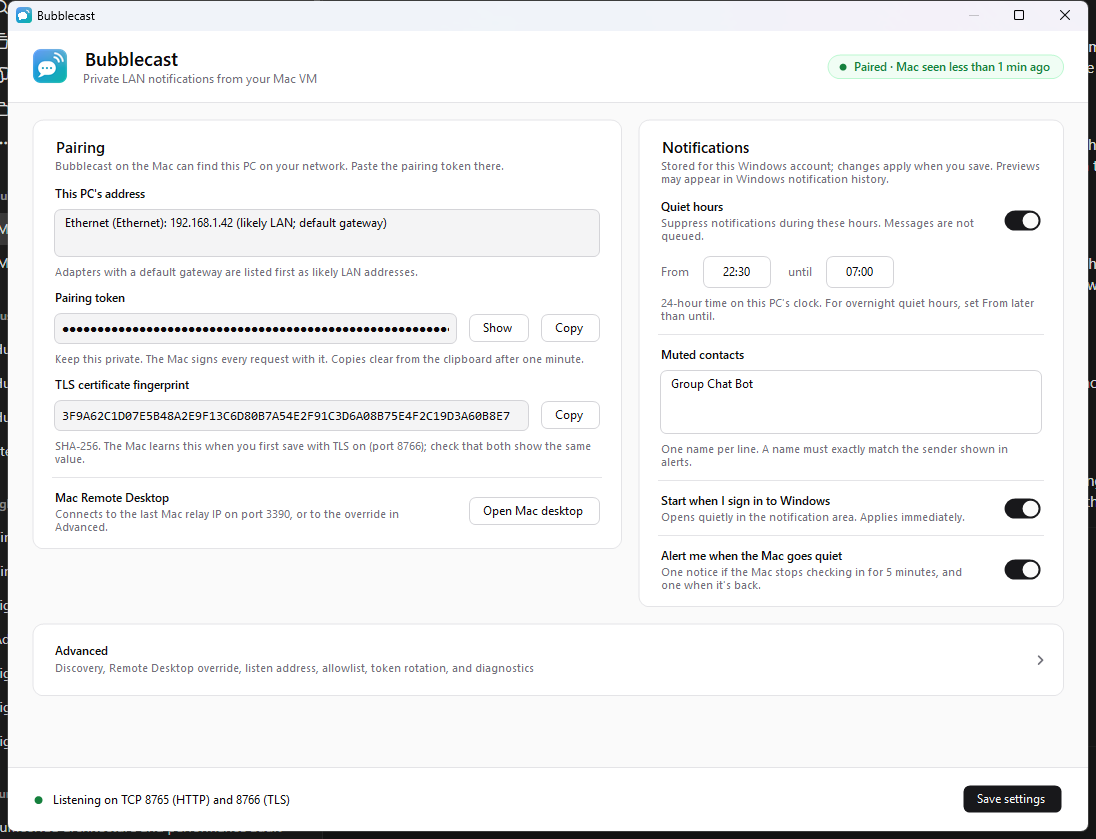 Bubblecast
Bubblecast
Private LAN notifications from your Mac VM
Paired · Mac seen less than 1 min ago
Pairing
Bubblecast on the Mac can find this PC on your network. Paste the pairing token there.
This PC's address
Ethernet (Ethernet): 192.168.1.42 (likely LAN; default gateway)
Adapters with a default gateway are listed first as likely LAN addresses.
Pairing token
Show
Copy
Keep this private. The Mac signs every request with it. Copies clear from the clipboard after one minute.
TLS certificate fingerprint
3F9A62C1D07E5B48A2E9F13C6D80B7A54E2F91C3D6A08B75E4F2C19D3A60B8E7
Copy
SHA-256. The Mac learns this when you first save with TLS on (port 8766); check that both show the same
value.
Mac Remote Desktop
Connects to the last Mac relay IP on port 3390, or to the override in
Advanced.
Open Mac desktop
Notifications
Stored for this Windows account; changes apply when you save. Previews
may appear in Windows notification history.
Quiet hours
Suppress notifications during these hours. Messages are not
queued.
From
22:30
until
07:00
24-hour time on this PC's clock. For overnight quiet hours, set From later
than until.
Muted contacts
Group Chat Bot
One name per line. A name must exactly match the sender shown in
alerts.
Start when I sign in to Windows
Opens quietly in the notification area. Applies immediately.
Alert me when the Mac goes quiet
One notice if the Mac stops checking in for 5 minutes, and
one when it's back.
Advanced
Discovery, Remote Desktop override, listen address, allowlist, token rotation, and diagnostics
Listening on TCP 8765 (HTTP) and 8766 (TLS)
Save settings